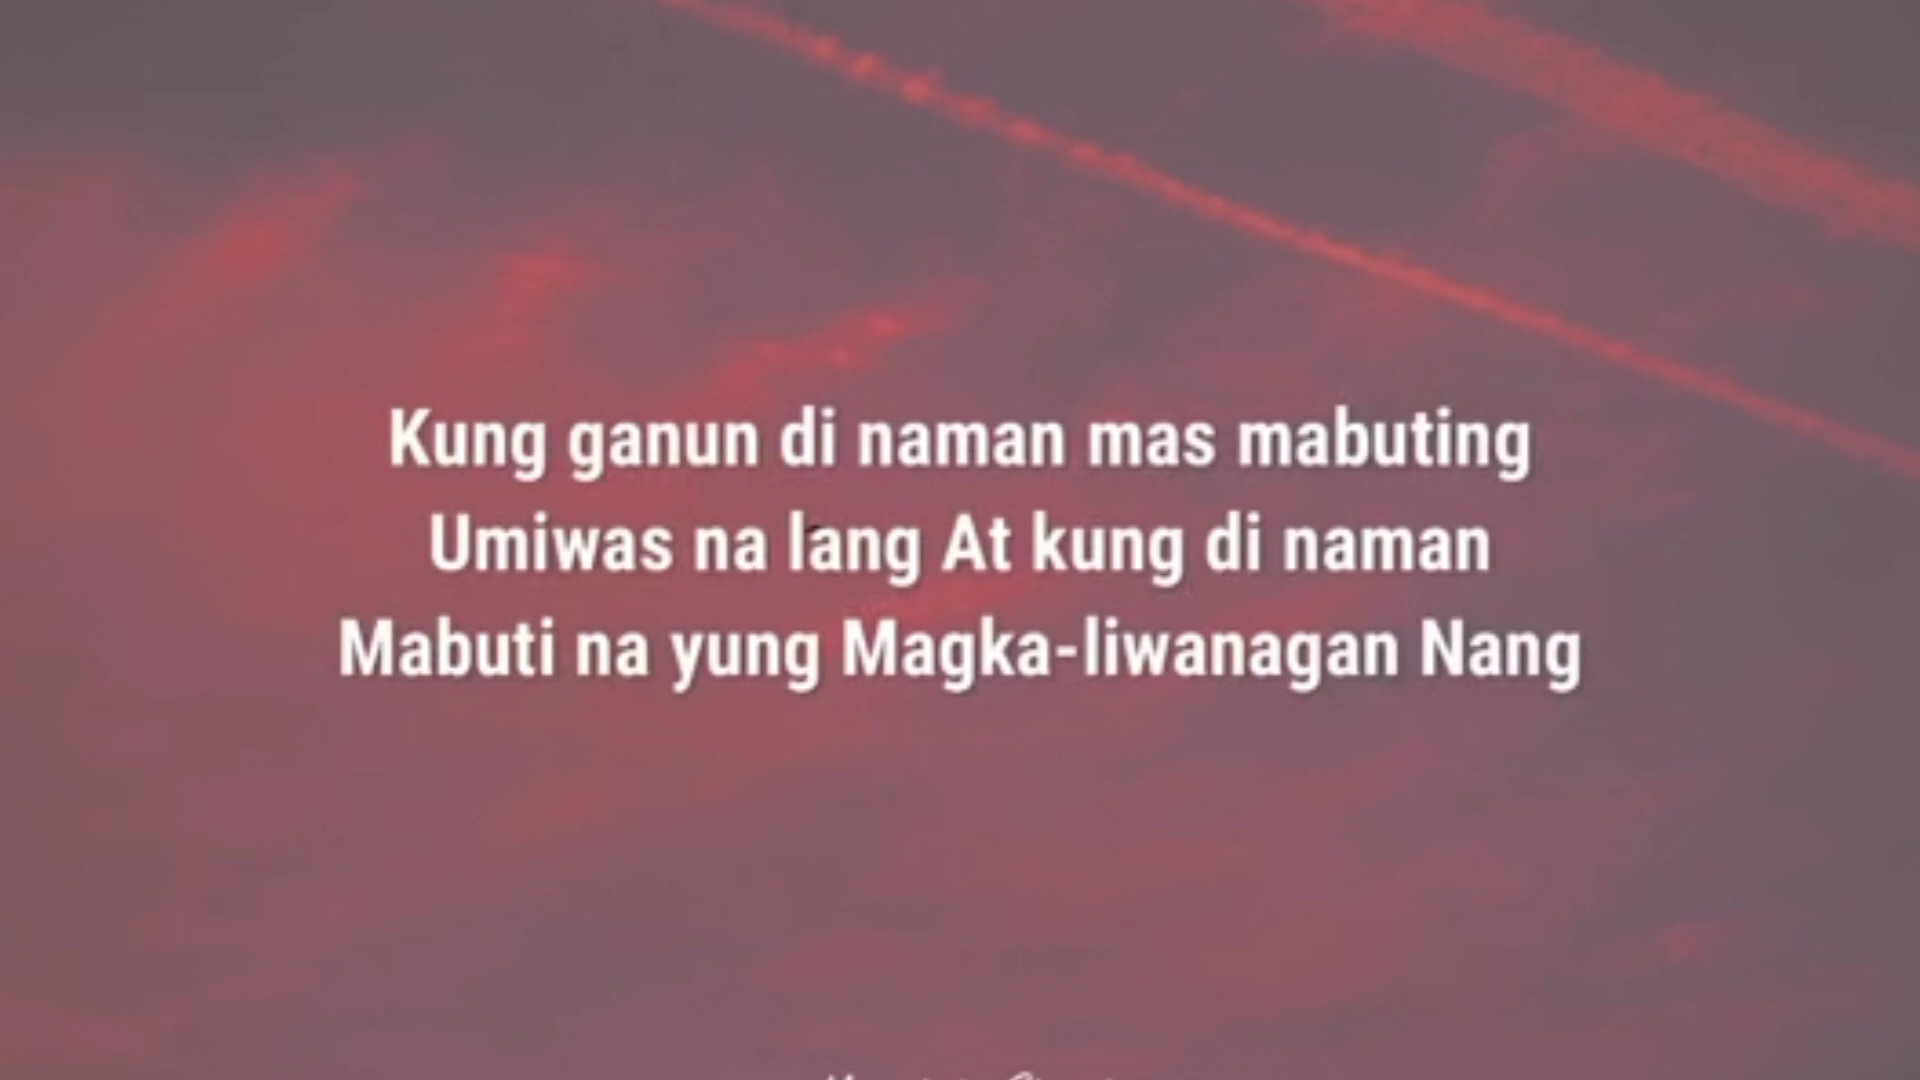 Kung ganun di naman mas mabuting
Umiwas na lang At kung di naman
Mabuti na yung Magka-liwanagan Nang